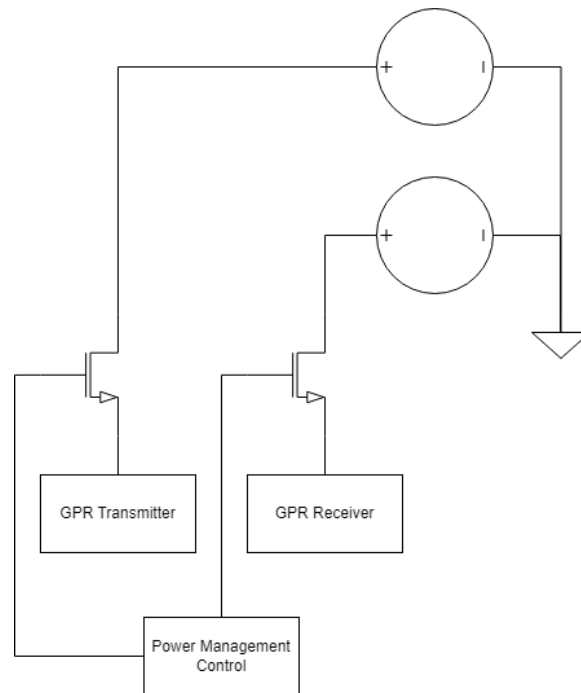 + −
+ −
GPR Transmitter
GPR Receiver
Power Management
Control